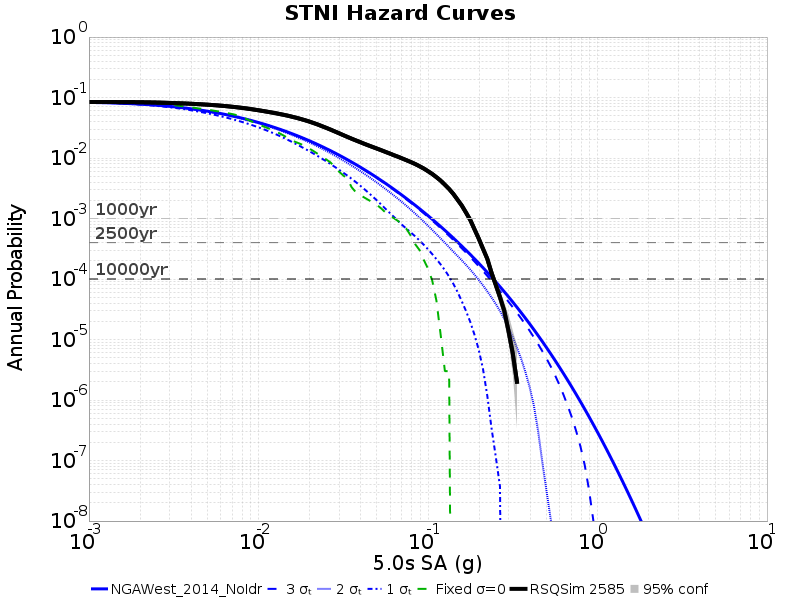 STNI Hazard Curves
10^0
10^-1
10^-2
10^-3
10^-4
10^-5
10^-6
10^-7
10^-8
Annual Probability
1000yr
2500yr
10000yr
10^-3 10^-2 10^-1 10^0 10^1
5.0s SA (g)
NGAWest_2014_NoIdr 3 σₜ 2 σₜ 1 σₜ Fixed σ=0 RSQSim 2585 95% conf